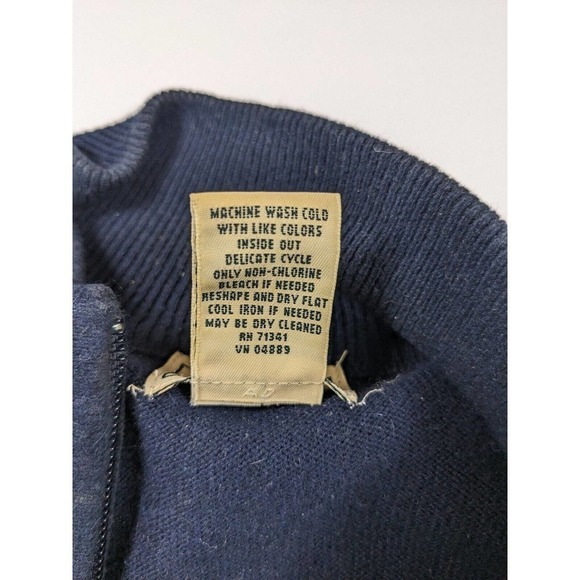 MACHINE WASH COLD
WITH LIKE COLORS
INSIDE OUT
DELICATE CYCLE
ONLY NON-CHLORINE
BLEACH IF NEEDED
RESHAPE AND DRY FLAT
COOL IRON IF NEEDED
MAY BE DRY CLEANED
RN 71341
VN 04889